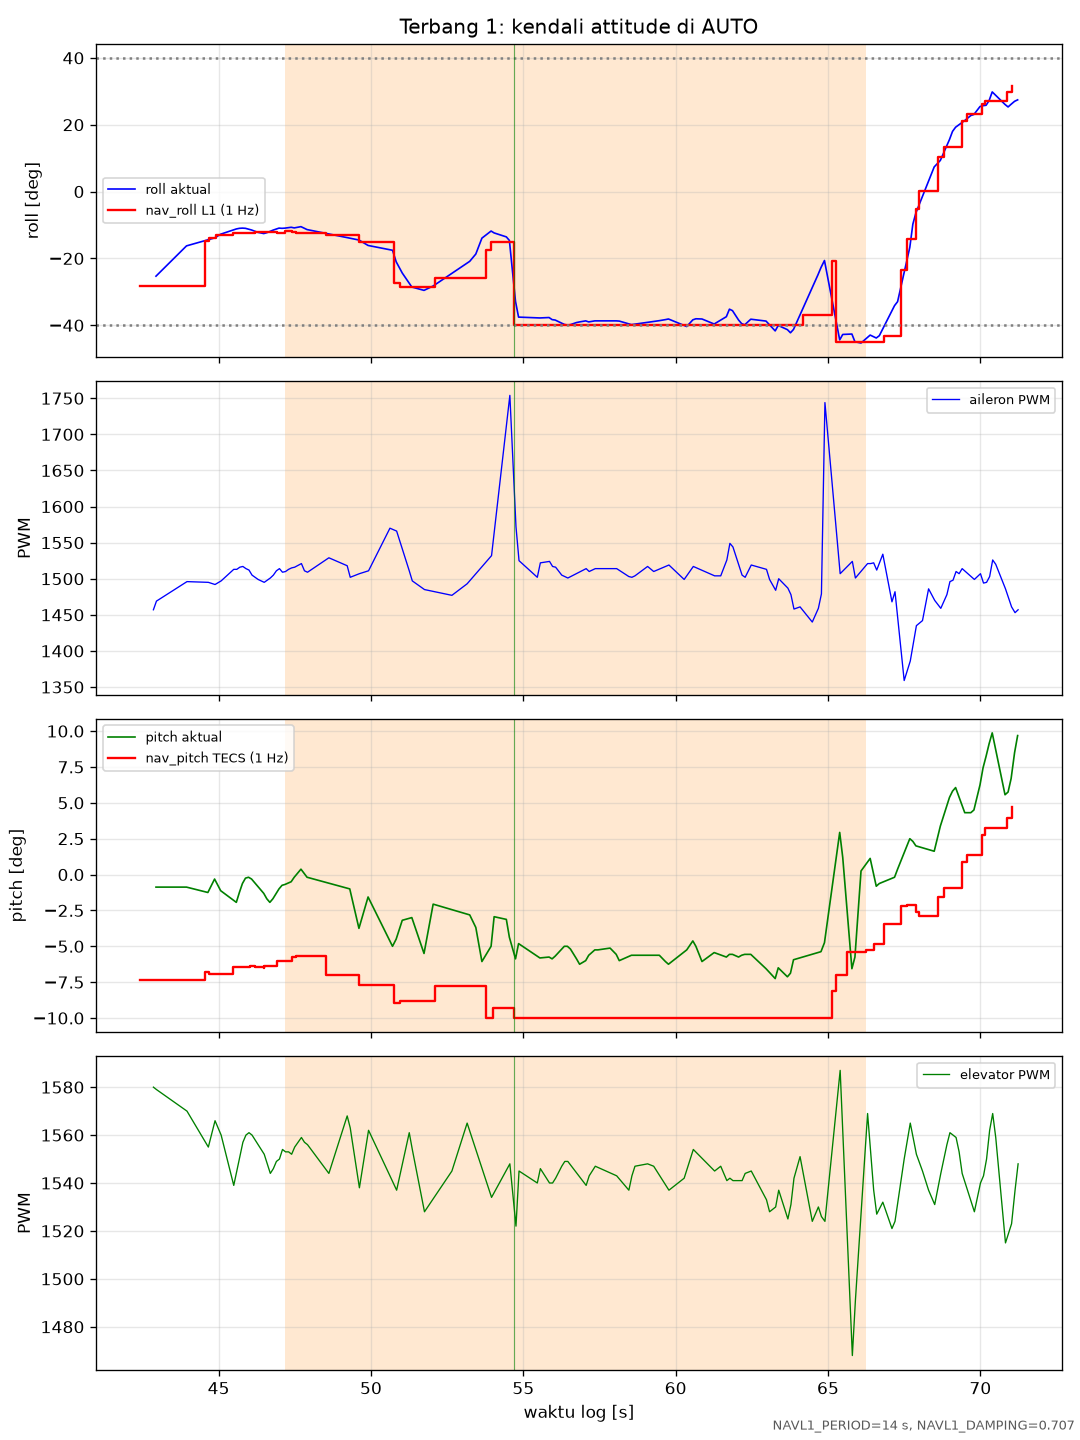 Terbang 1: kendali attitude di AUTO
40
20
0
−20
−40
roll [deg]
roll aktual
nav_roll L1 (1 Hz)
1750
1700
1650
1600
1550
1500
1450
1400
1350
PWM
aileron PWM
10.0
7.5
5.0
2.5
0.0
−2.5
−5.0
−7.5
−10.0
pitch [deg]
pitch aktual
nav_pitch TECS (1 Hz)
1580
1560
1540
1520
1500
1480
PWM
elevator PWM
45 50 55 60 65 70
waktu log [s]
NAVL1_PERIOD=14 s, NAVL1_DAMPING=0.707